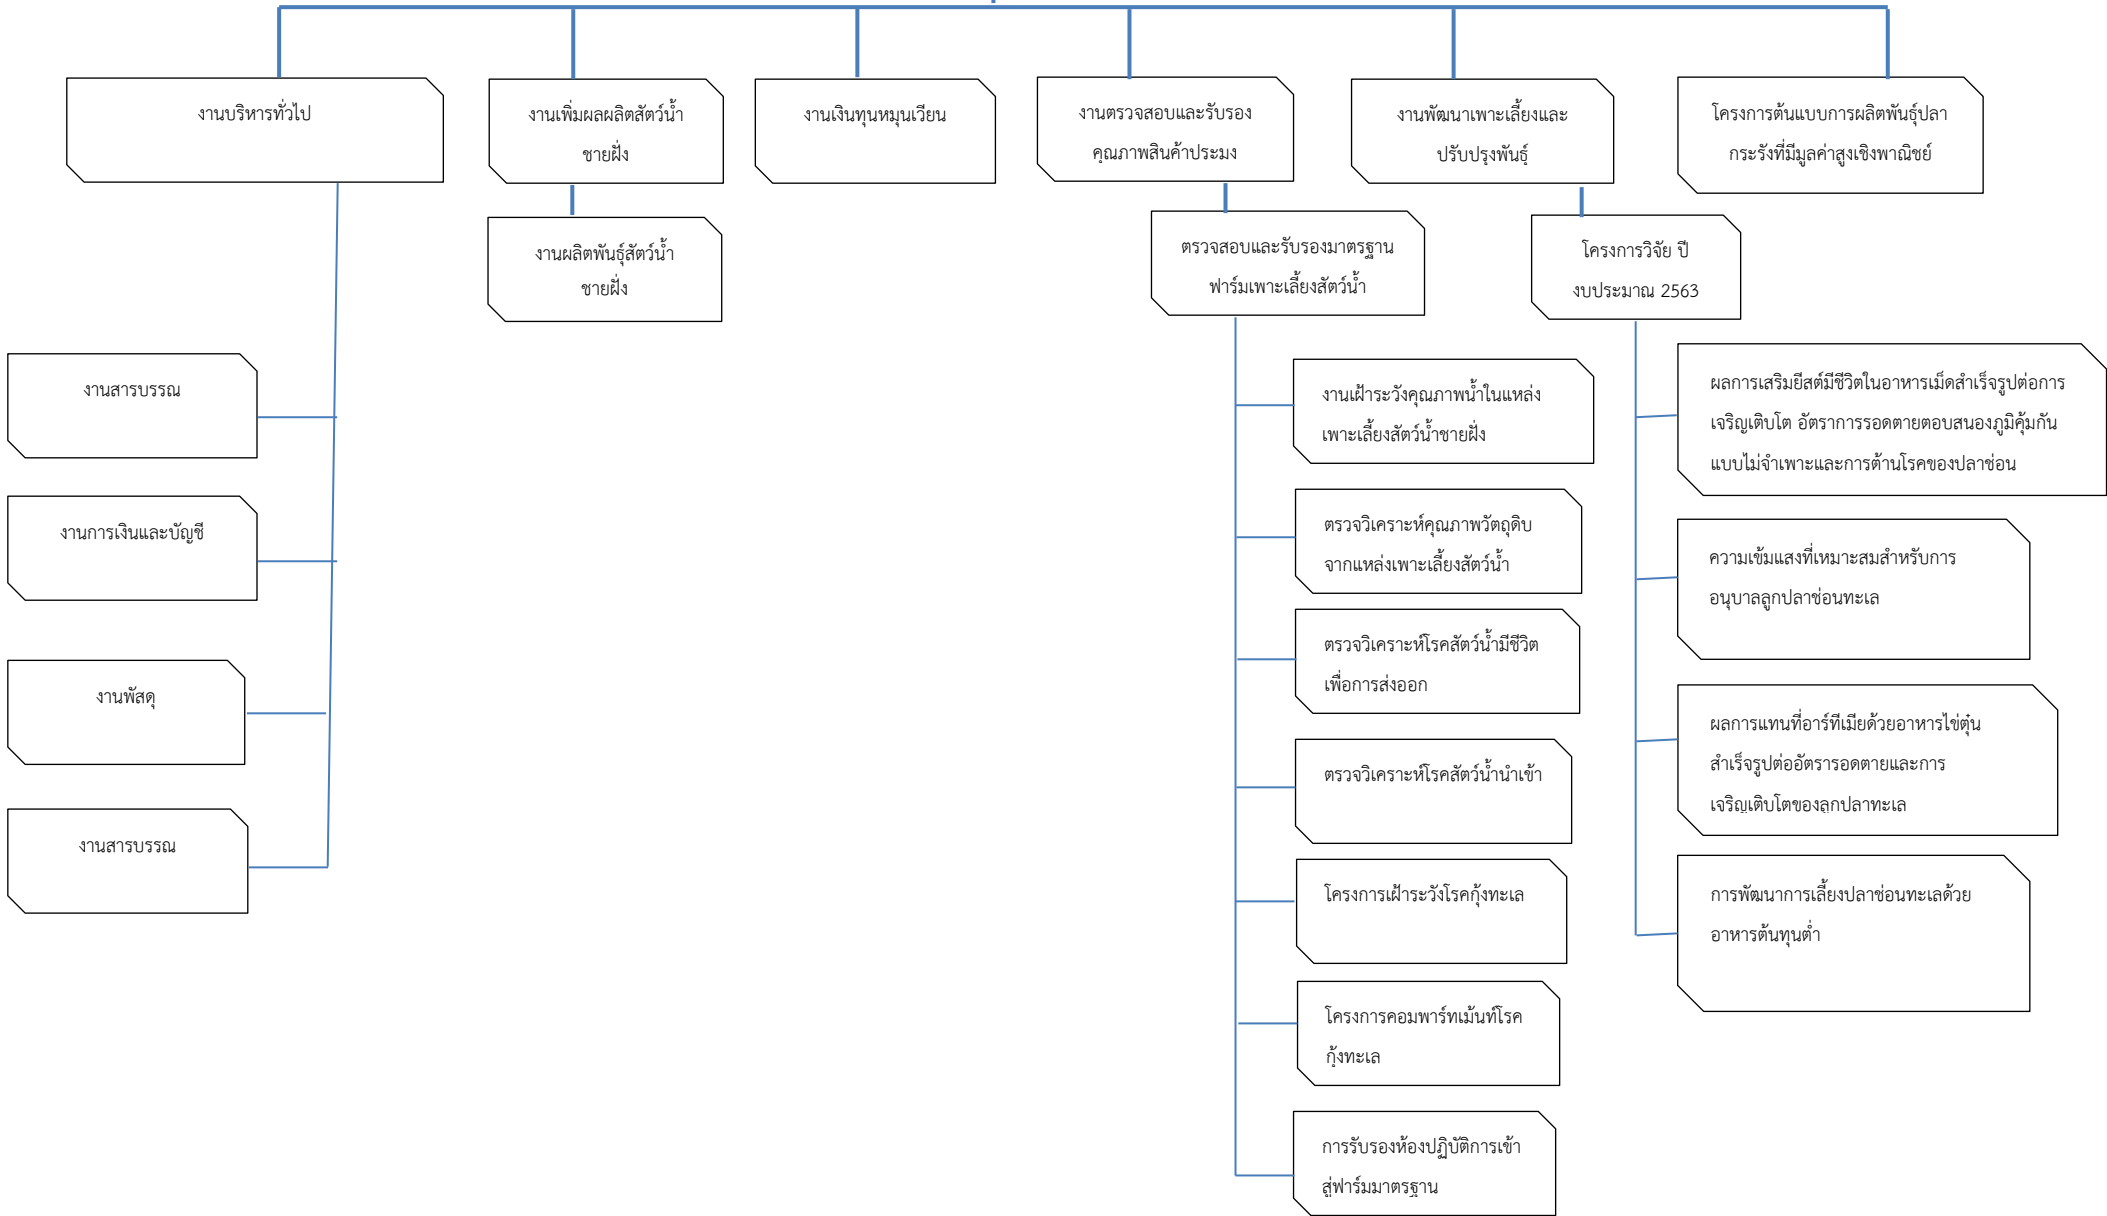 งานบริหารทั่วไป
งานเพิ่มผลผลิตสัตว์น้ำ
ชายฝั่ง
งานเงินทุนหมุนเวียน
งานตรวจสอบและรับรอง
คุณภาพสินค้าประมง
งานพัฒนาเพาะเลี้ยงและ
ปรับปรุงพันธุ์
โครงการต้นแบบการผลิตพันธุ์ปลา
กระรังที่มีมูลค่าสูงเชิงพาณิชย์
งานผลิตพันธุ์สัตว์น้ำ
ชายฝั่ง
ตรวจสอบและรับรองมาตรฐาน
ฟาร์มเพาะเลี้ยงสัตว์น้ำ
โครงการวิจัย ปี
งบประมาณ 2563
งานสารบรรณ
งานการเงินและบัญชี
งานพัสดุ
งานสารบรรณ
งานเฝ้าระวังคุณภาพน้ำในแหล่ง
เพาะเลี้ยงสัตว์น้ำชายฝั่ง
ตรวจวิเคราะห์คุณภาพวัตถุดิบ
จากแหล่งเพาะเลี้ยงสัตว์น้ำ
ตรวจวิเคราะห์โรคสัตว์น้ำมีชีวิต
เพื่อการส่งออก
ตรวจวิเคราะห์โรคสัตว์น้ำนำเข้า
โครงการเฝ้าระวังโรคกุ้งทะเล
โครงการคอมพาร์ทเม้นท์โรค
กุ้งทะเล
การรับรองห้องปฏิบัติการเข้า
สู่ฟาร์มมาตรฐาน
ผลการเสริมยีสต์มีชีวิตในอาหารเม็ดสำเร็จรูปต่อการ
เจริญเติบโต อัตราการรอดตายตอบสนองภูมิคุ้มกัน
แบบไม่จำเพาะและการต้านโรคของปลาช่อน
ความเข้มแสงที่เหมาะสมสำหรับการ
อนุบาลลูกปลาช่อนทะเล
ผลการแทนที่อาร์ทีเมียด้วยอาหารไข่ตุ๋น
สำเร็จรูปต่ออัตรารอดตายและการ
เจริญเติบโตของลูกปลาทะเล
การพัฒนาการเลี้ยงปลาช่อนทะเลด้วย
อาหารต้นทุนต่ำ